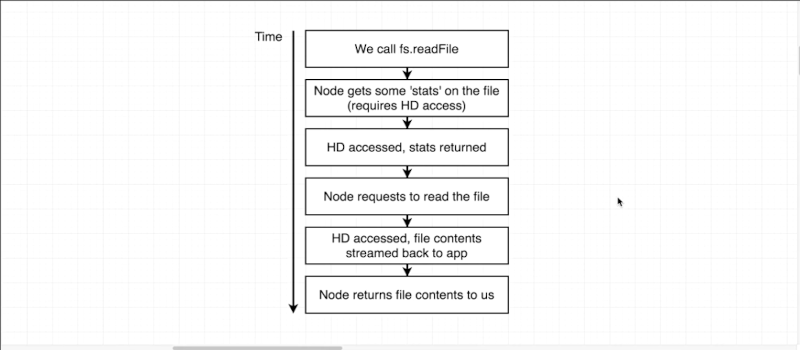 Time
We call fs.readFile
Node gets some 'stats' on the file
(requires HD access)
HD accessed, stats returned
Node requests to read the file
HD accessed, file contents
streamed back to app
Node returns file contents to us